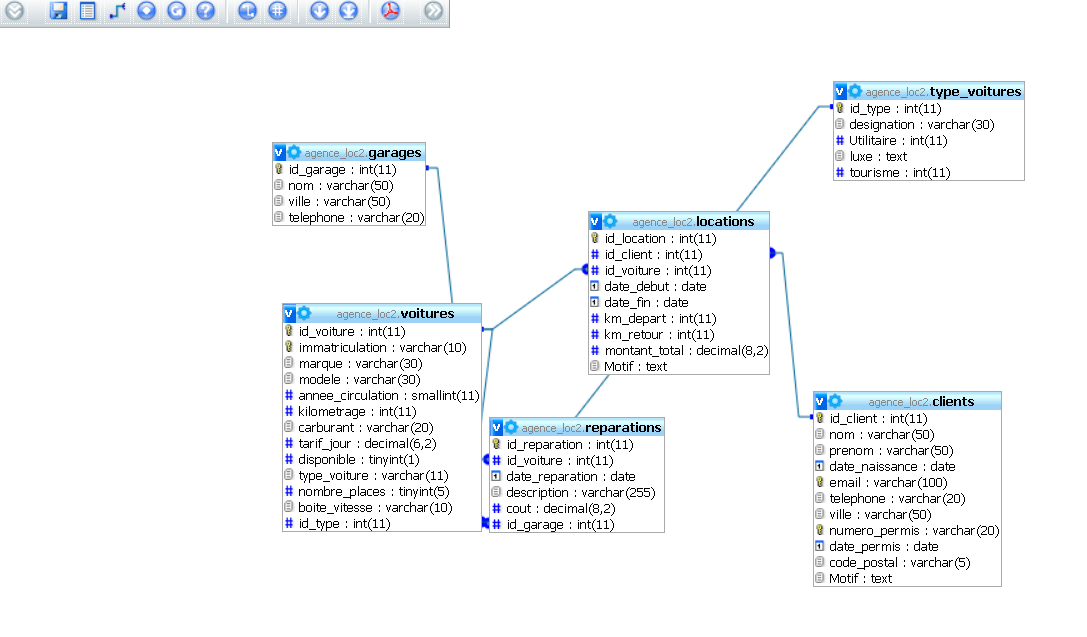 agence_loc2.type_voitures
id_type : int(11)
designation : varchar(30)
Utilitaire : int(11)
luxe : text
tourisme : int(11)
agence_loc2.garages
id_garage : int(11)
nom : varchar(50)
ville : varchar(50)
telephone : varchar(20)
agence_loc2.locations
id_location : int(11)
id_client : int(11)
id_voiture : int(11)
date_debut : date
date_fin : date
km_depart : int(11)
km_retour : int(11)
montant_total : decimal(8,2)
Motif : text
agence_loc2.voitures
id_voiture : int(11)
immatriculation : varchar(10)
marque : varchar(30)
modele : varchar(30)
annee_circulation : smallint(11)
kilometrage : int(11)
carburant : varchar(20)
tarif_jour : decimal(6,2)
disponible : tinyint(1)
type_voiture : varchar(11)
nombre_places : tinyint(5)
boite_vitesse : varchar(10)
id_type : int(11)
agence_loc2.reparations
id_reparation : int(11)
id_voiture : int(11)
date_reparation : date
description : varchar(255)
cout : decimal(8,2)
id_garage : int(11)
agence_loc2.clients
id_client : int(11)
nom : varchar(50)
prenom : varchar(50)
date_naissance : date
email : varchar(100)
telephone : varchar(20)
ville : varchar(50)
numero_permis : varchar(20)
date_permis : date
code_postal : varchar(5)
Motif : text